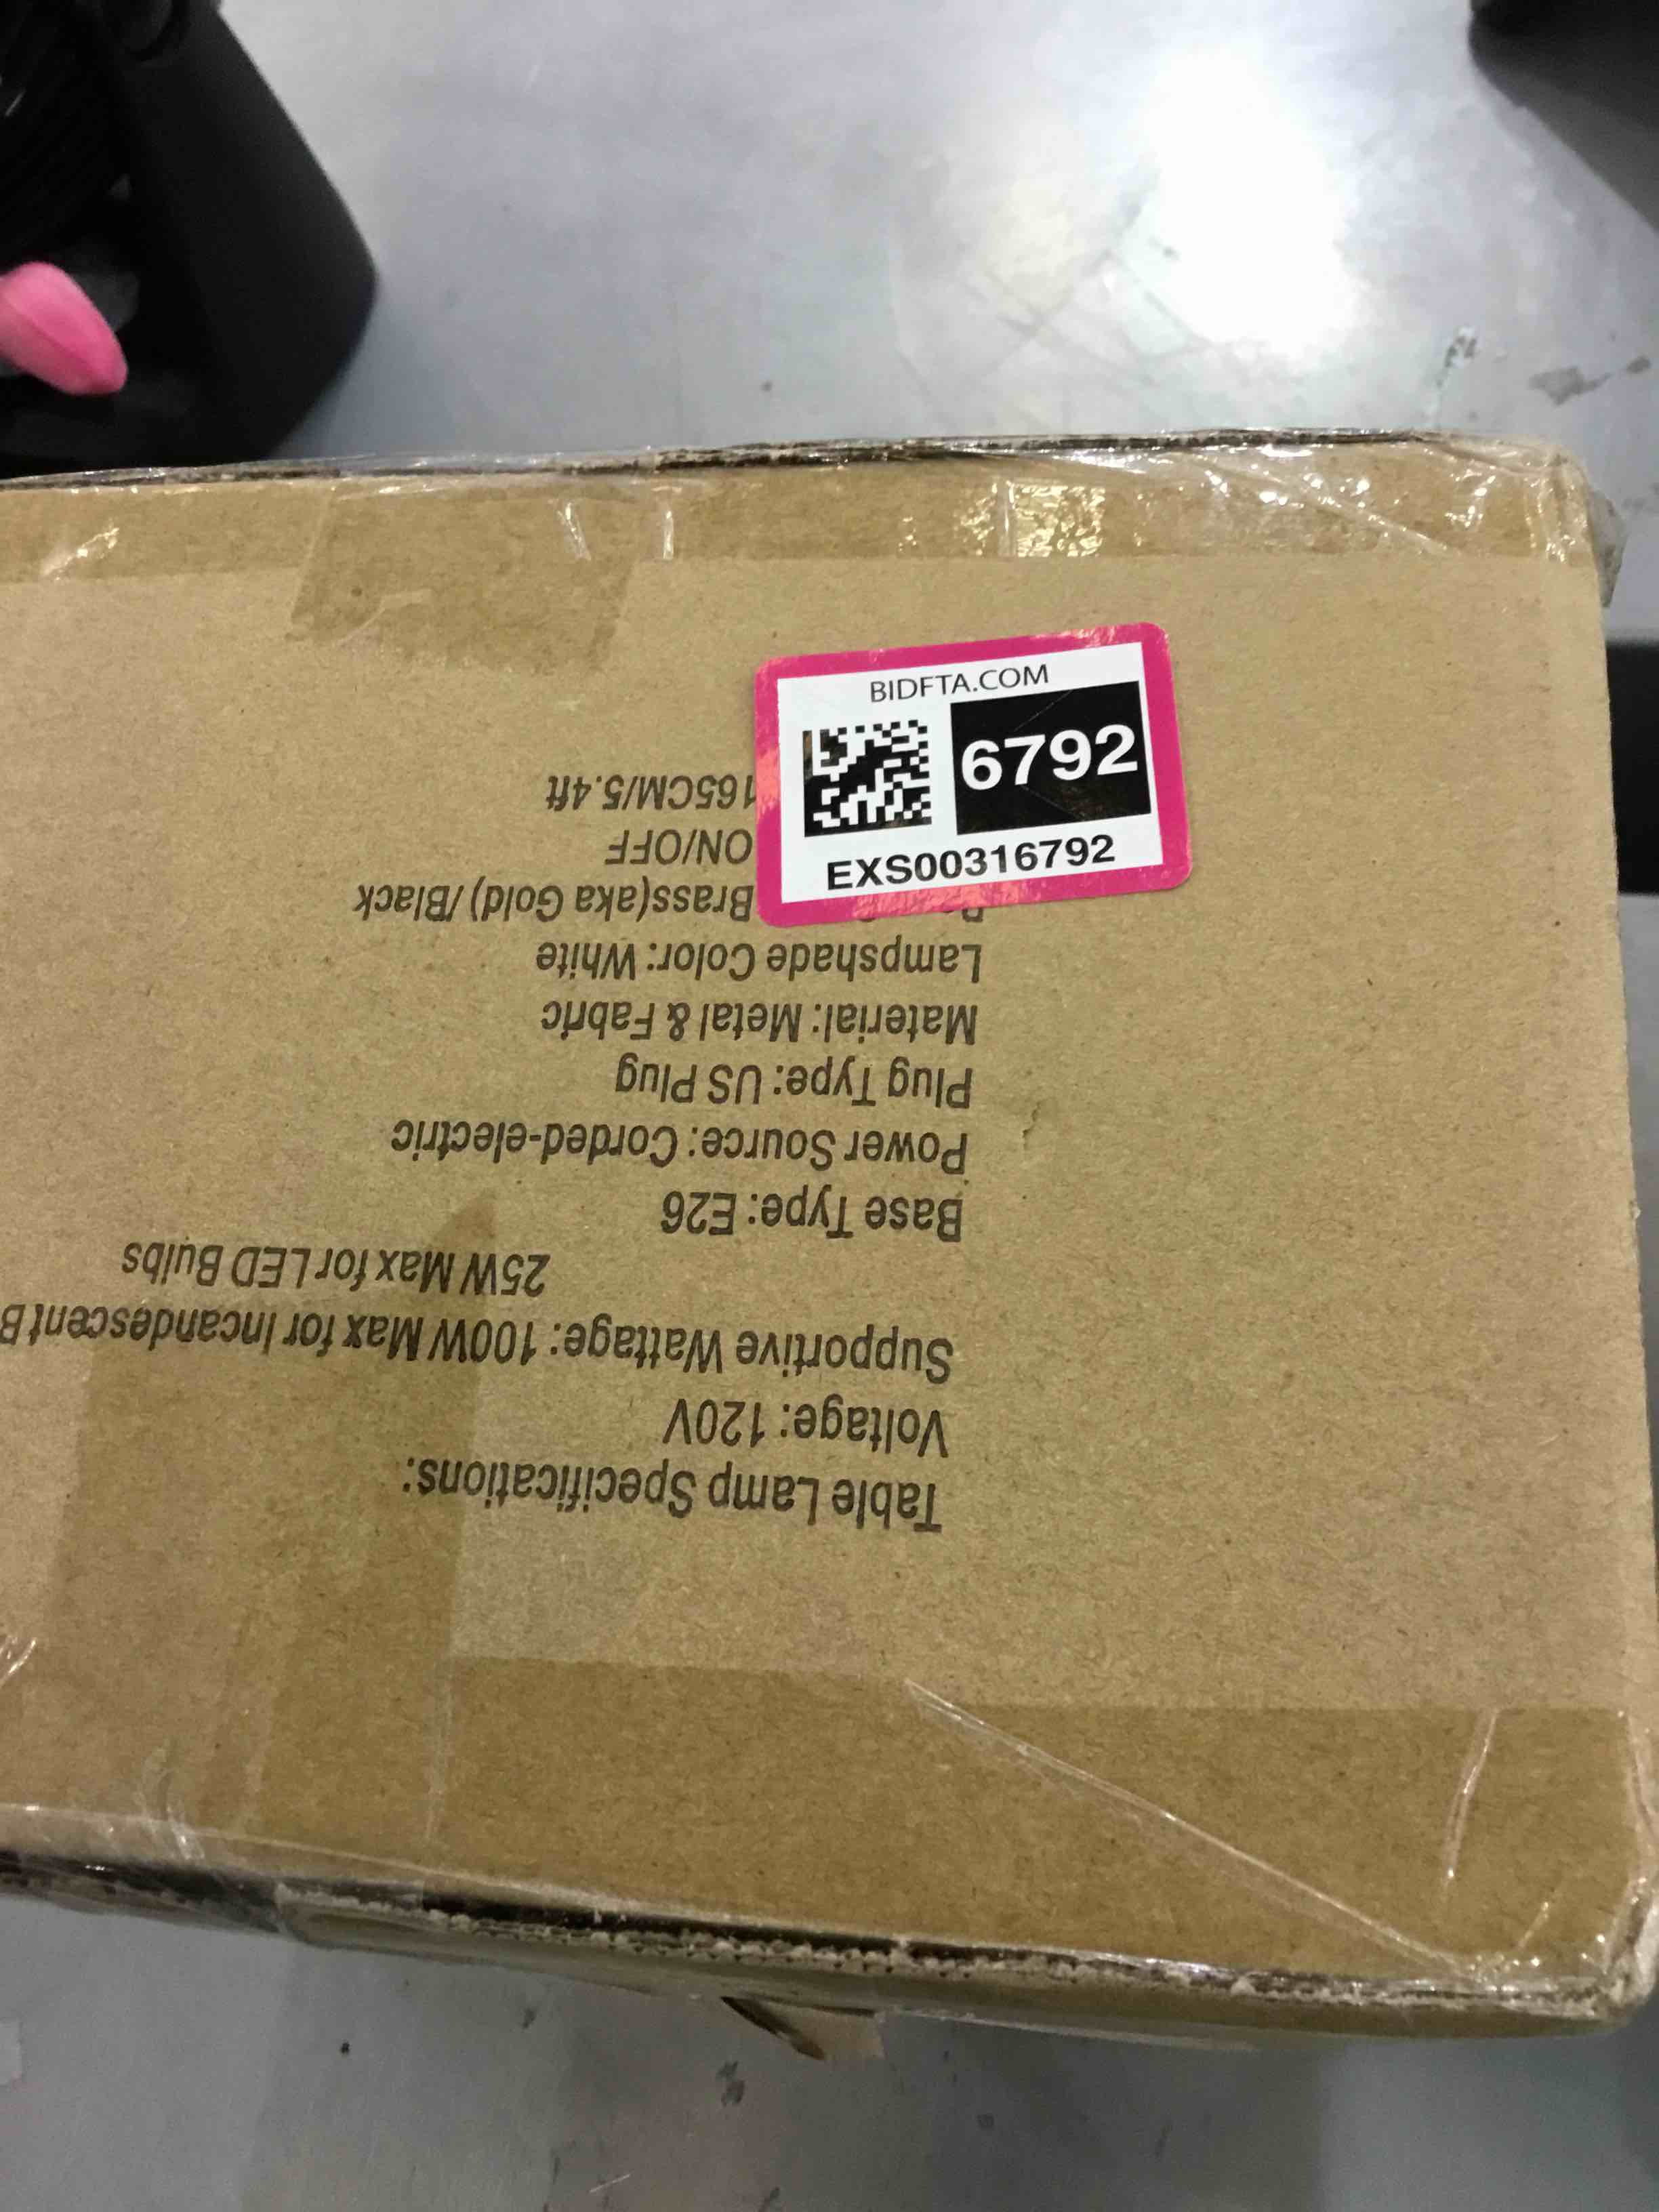 BIDFTA.COM
6792
EXS00316792
Table Lamp Specifications:
Voltage: 120V
Supportive Wattage: 100W Max for Incandescent B
25W Max for LED Bulbs
Base Type: E26
Power Source: Corded-electric
Plug Type: US Plug
Material: Metal & Fabric
Lampshade Color: White
Brass(aka Gold) /Black
ON/OFF
165CM/5.4ft